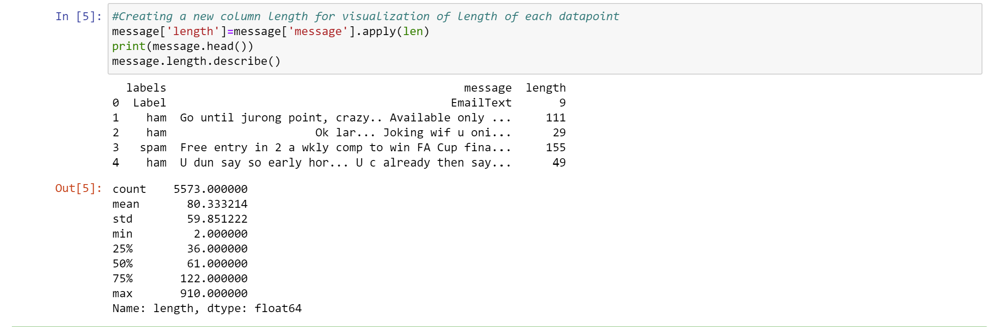 In [5]: #Creating a new column length for visualization of length of each datapoint
message['length']=message['message'].apply(len)
print(message.head())
message.length.describe()
labels message length
0 Label EmailText 9
1 ham Go until jurong point, crazy.. Available only ... 111
2 ham Ok lar... Joking wif u oni... 29
3 spam Free entry in 2 a wkly comp to win FA Cup fina... 155
4 ham U dun say so early hor... U c already then say... 49
Out[5]: count 5573.000000
mean 80.333214
std 59.851222
min 2.000000
25% 36.000000
50% 61.000000
75% 122.000000
max 910.000000
Name: length, dtype: float64